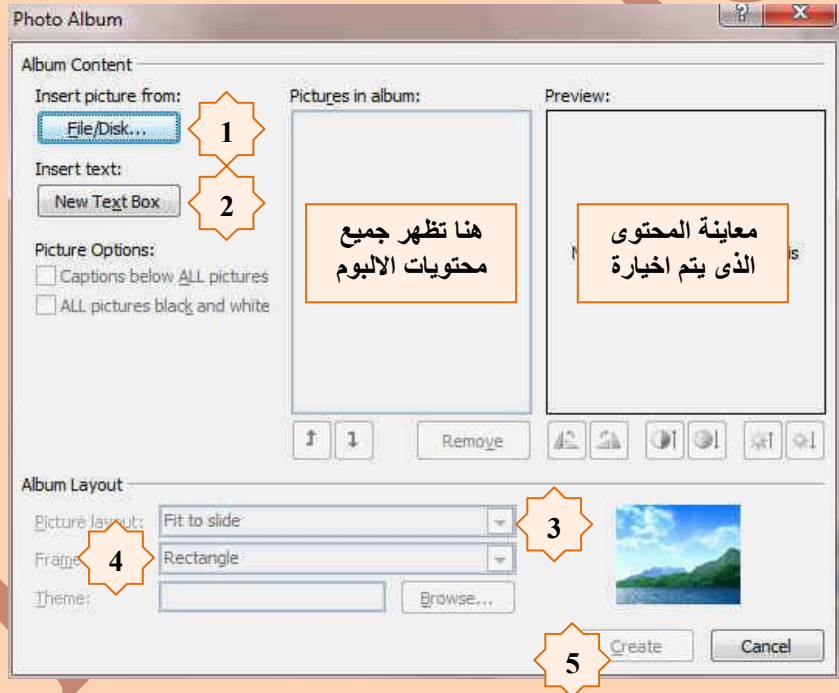 Photo Album
Album Content
Insert picture from:
File/Disk...
1
Insert text:
New Text Box
2
Picture Options:
Captions below ALL pictures
ALL pictures black and white
Pictures in album:
هنا تظهر جميع
محتويات الالبوم
Remove
Preview:
معاينة المحتوى
الذى يتم اخيارة
Album Layout
Picture layout:
Fit to slide
3
4
Rectangle
Theme:
Browse...
5
Create
Cancel